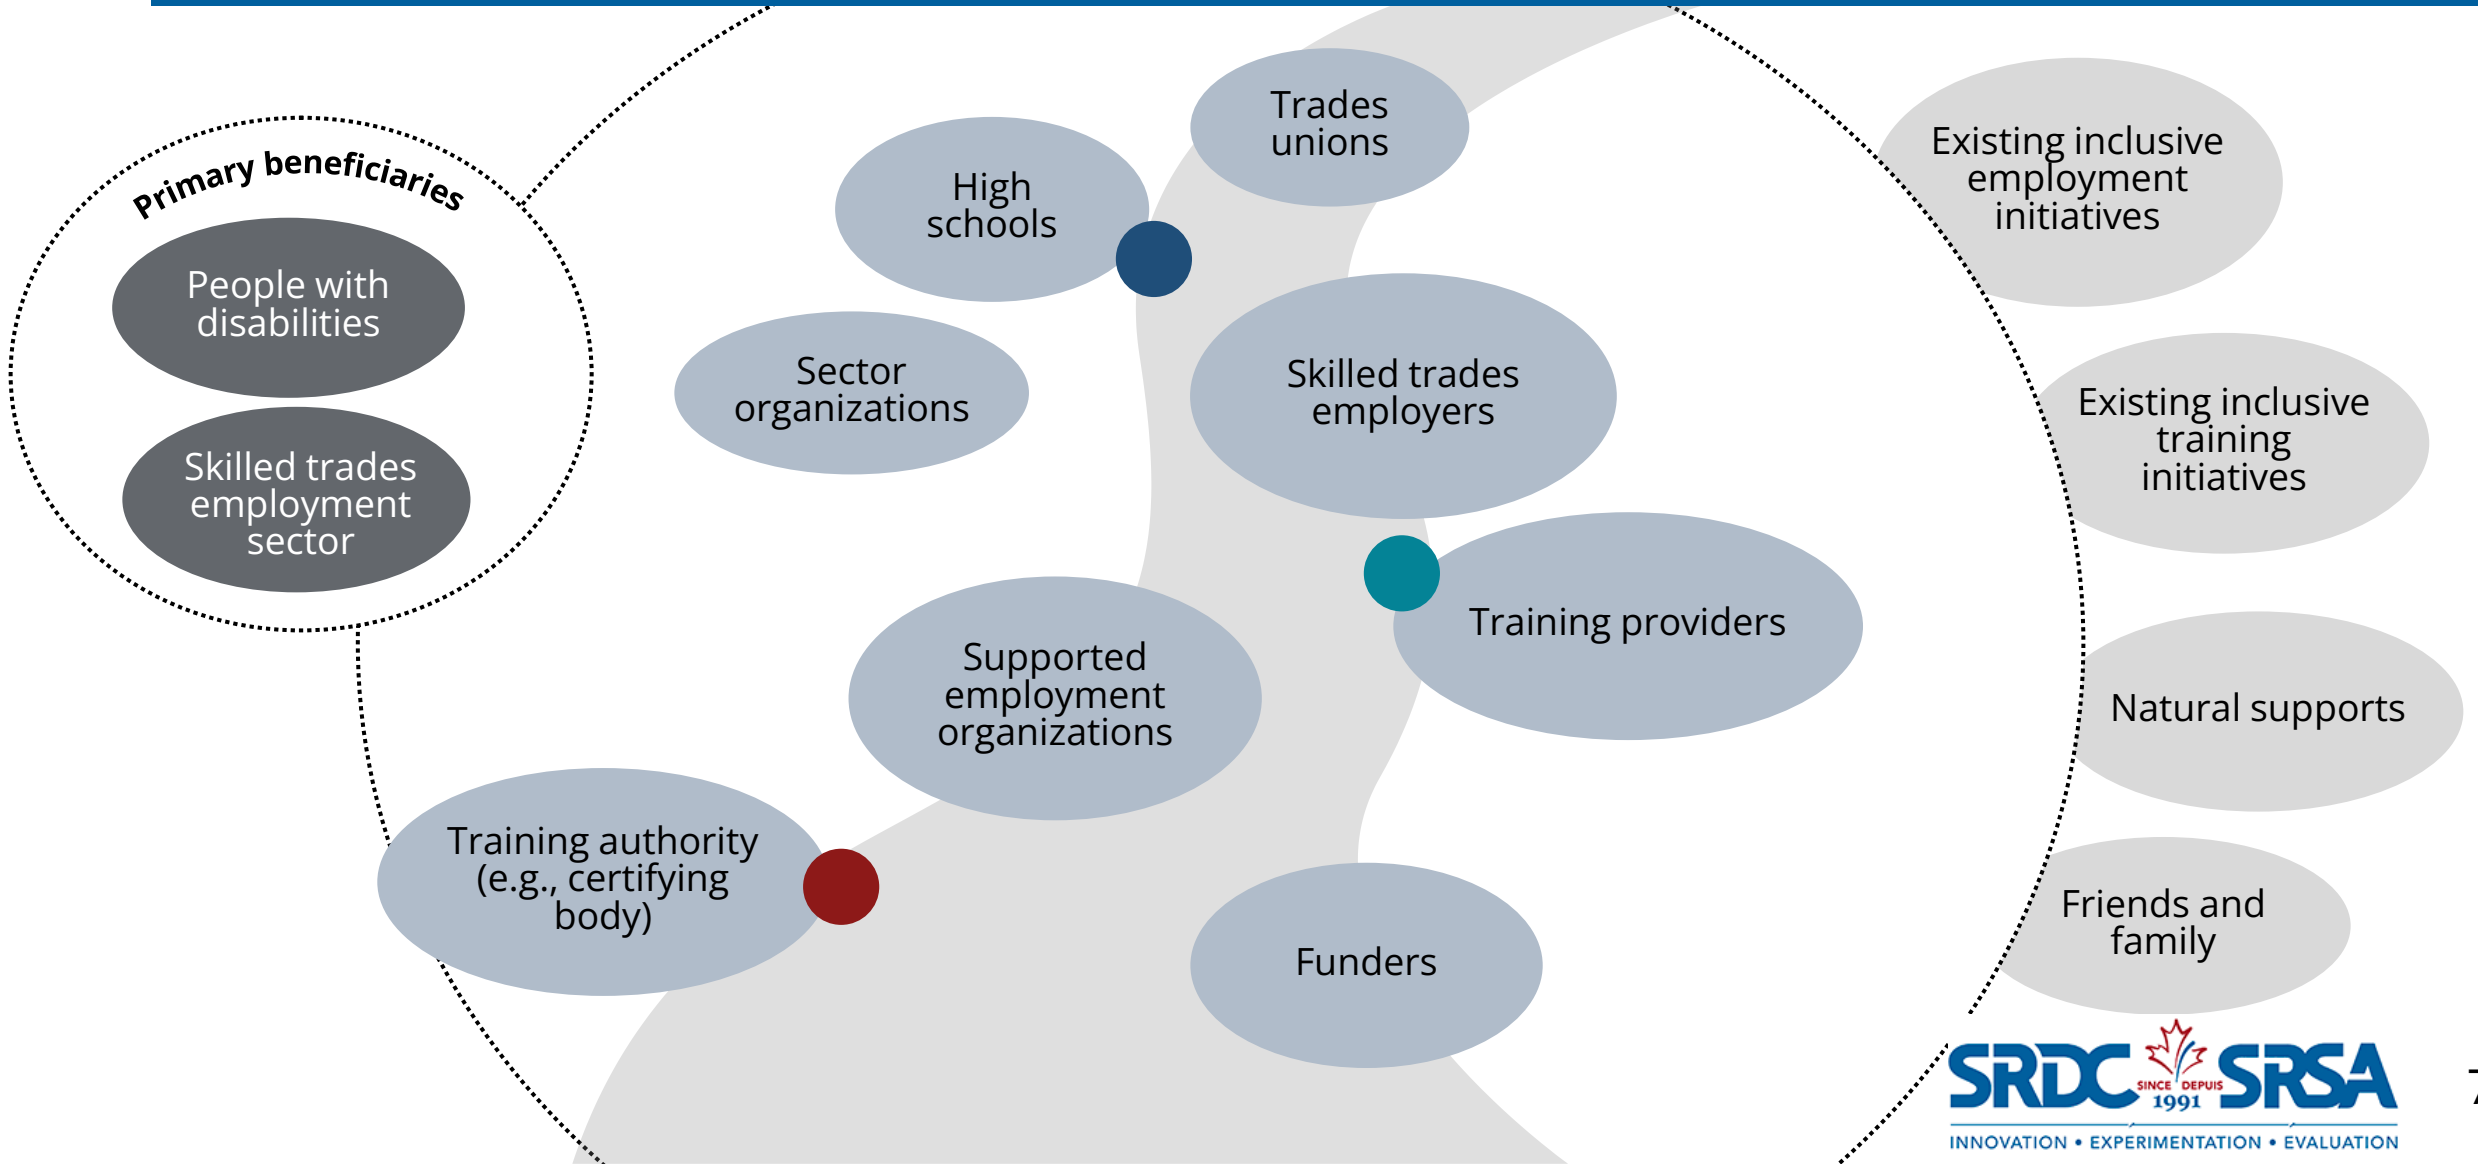 Primary beneficiaries
People with
disabilities
Skilled trades
employment
sector
Trades
unions
High
schools
Sector
organizations
Skilled trades
employers
Training providers
Supported
employment
organizations
Training authority
(e.g., certifying
body)
Funders
Existing inclusive
employment
initiatives
Existing inclusive
training
initiatives
Natural supports
Friends and
family
SRDC SRSA
SINCE DEPUIS
1991
INNOVATION • EXPERIMENTATION • ÉVALUATION